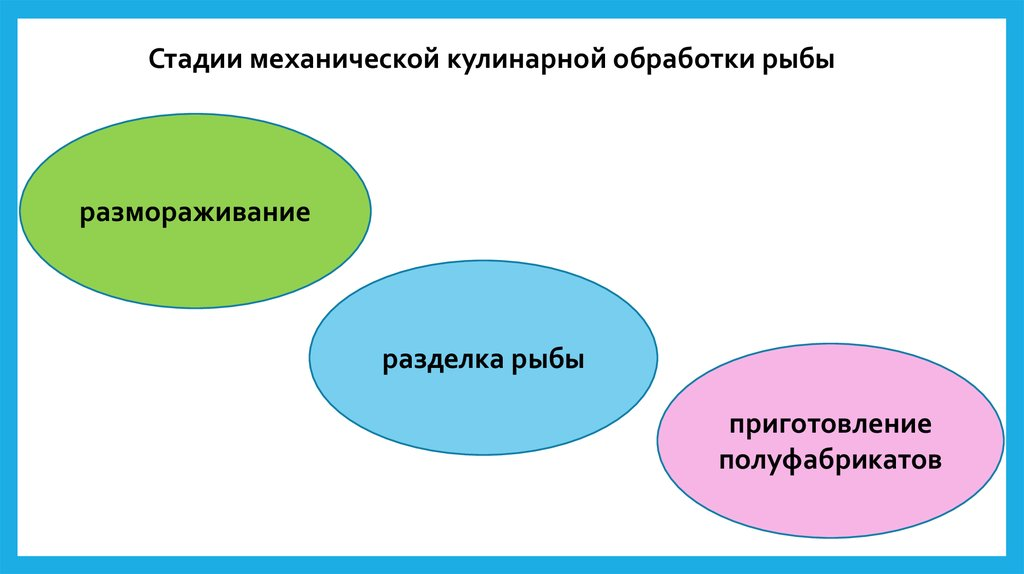 Стадии механической кулинарной обработки рыбы
размораживание
разделка рыбы
приготовление
полуфабрикатов